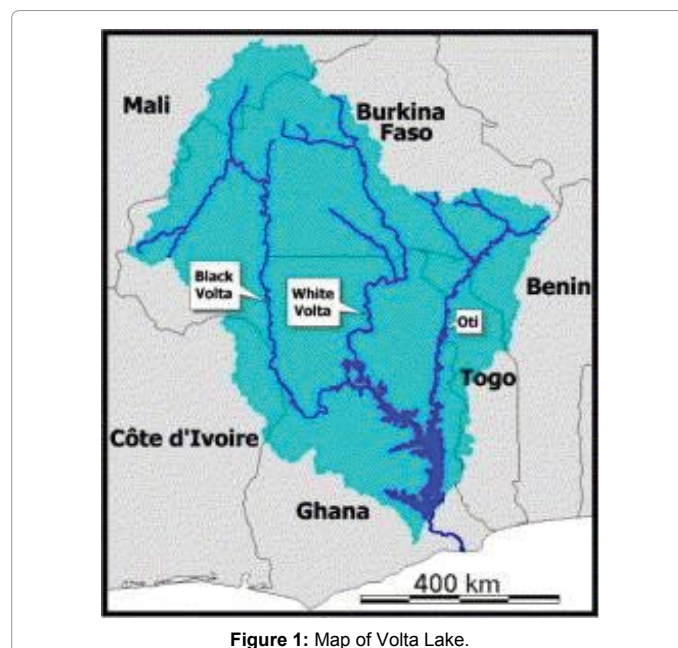 Mali
Burkina
Faso
Black
Volta
White
Volta
Benin
Oti
Togo
Côte d'Ivoire
Ghana
400 km
Figure 1: Map of Volta Lake.